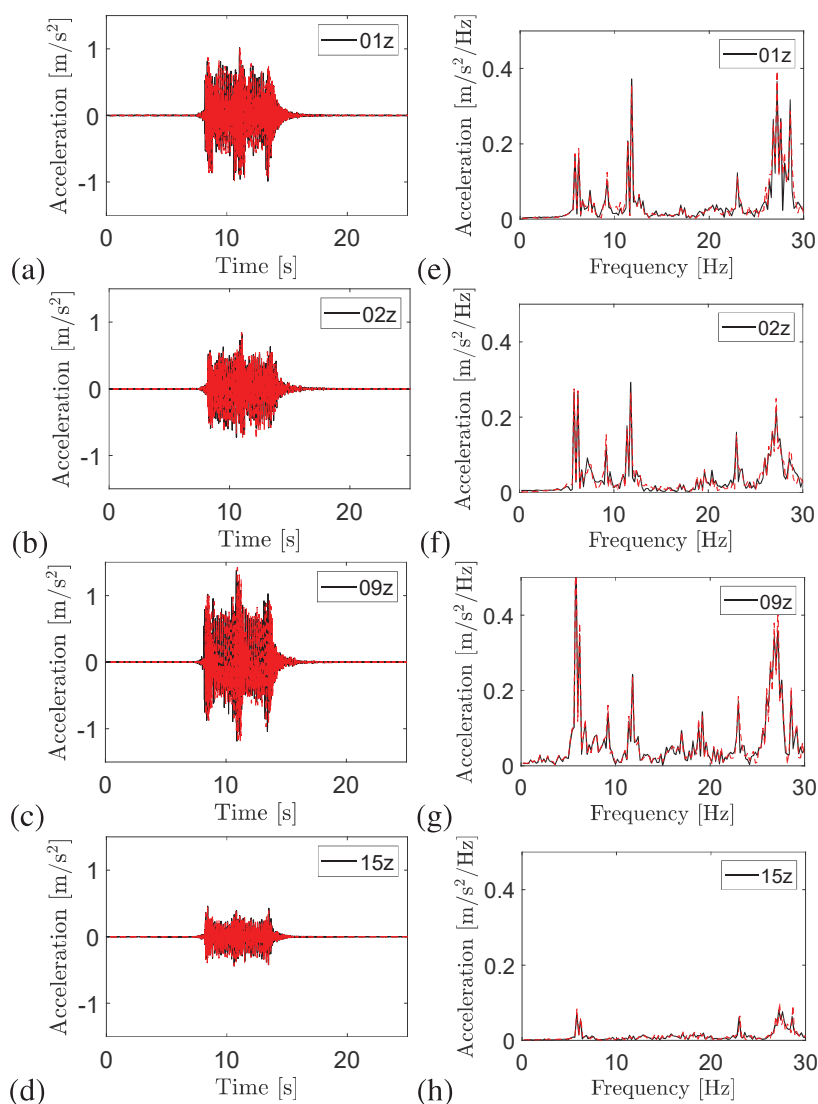 01z
Acceleration [m/s²]
1
0
-1
0
10
20
Time [s]
(a)
01z
Acceleration [m/s²/Hz]
0.4
0.2
0
0
10
20
30
Frequency [Hz]
(e)
02z
Acceleration [m/s²]
1
0
-1
0
10
20
Time [s]
(b)
02z
Acceleration [m/s²/Hz]
0.4
0.2
0
0
10
20
30
Frequency [Hz]
(f)
09z
Acceleration [m/s²]
1
0
-1
0
10
20
Time [s]
(c)
09z
Acceleration [m/s²/Hz]
0.4
0.2
0
0
10
20
30
Frequency [Hz]
(g)
15z
Acceleration [m/s²]
1
0
-1
0
10
20
Time [s]
(d)
15z
Acceleration [m/s²/Hz]
0.4
0.2
0
0
10
20
30
Frequency [Hz]
(h)